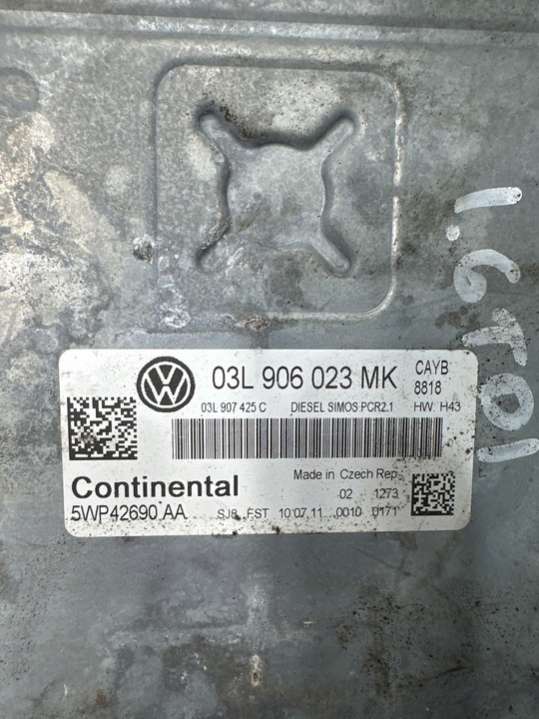 03L 906 023 MK
CAYB
8818
03L 907 425 C DIESEL SIMOS PCR2.1 HW: H43
Continental
Made in Czech Rep.
02 1273
5WP42690 AA SJ8 FST 10.07.11 0010 0171
1.6TDI